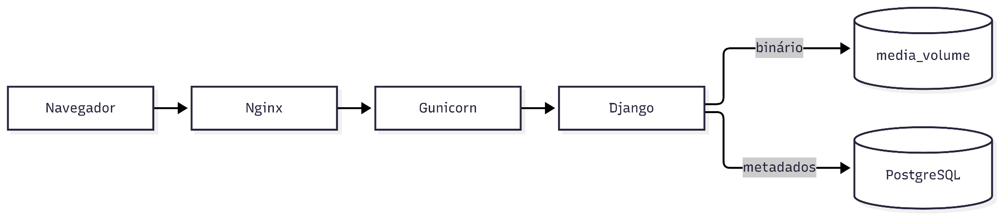 Navegador
Nginx
Gunicorn
Django
binário
media_volume
metadados
PostgreSQL